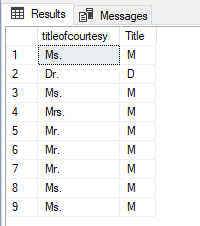 Results Messages
titleofcourtesy Title
1 Ms. M
2 Dr. D
3 Ms. M
4 Mrs. M
5 Mr. M
6 Mr. M
7 Mr. M
8 Ms. M
9 Ms. M